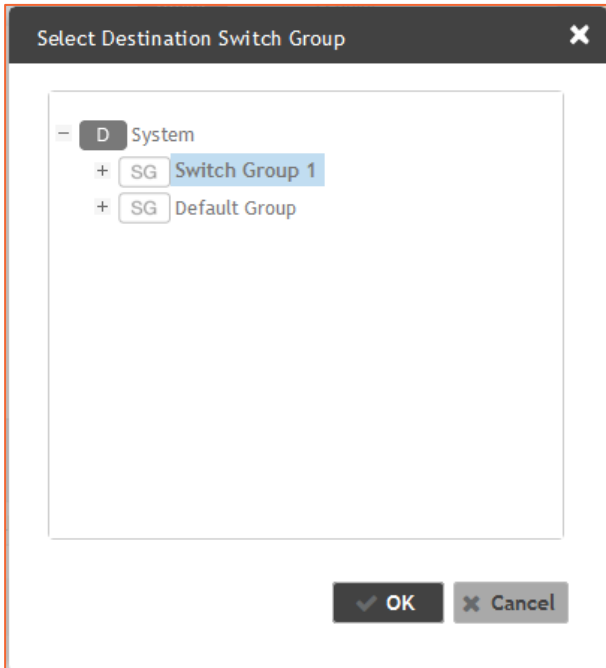 Select Destination Switch Group
D System
SG Switch Group 1
SG Default Group
OK Cancel